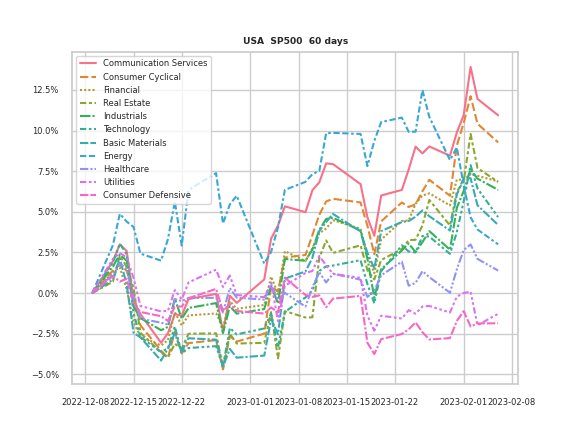 USA SP500 60 days
Communication Services
Consumer Cyclical
Financial
Real Estate
Industrials
Technology
Basic Materials
Energy
Healthcare
Utilities
Consumer Defensive
12.5%
10.0%
7.5%
5.0%
2.5%
0.0%
−2.5%
−5.0%
2022-12-08 2022-12-15 2022-12-22 2023-01-01 2023-01-08 2023-01-15 2023-01-22 2023-02-01 2023-02-08